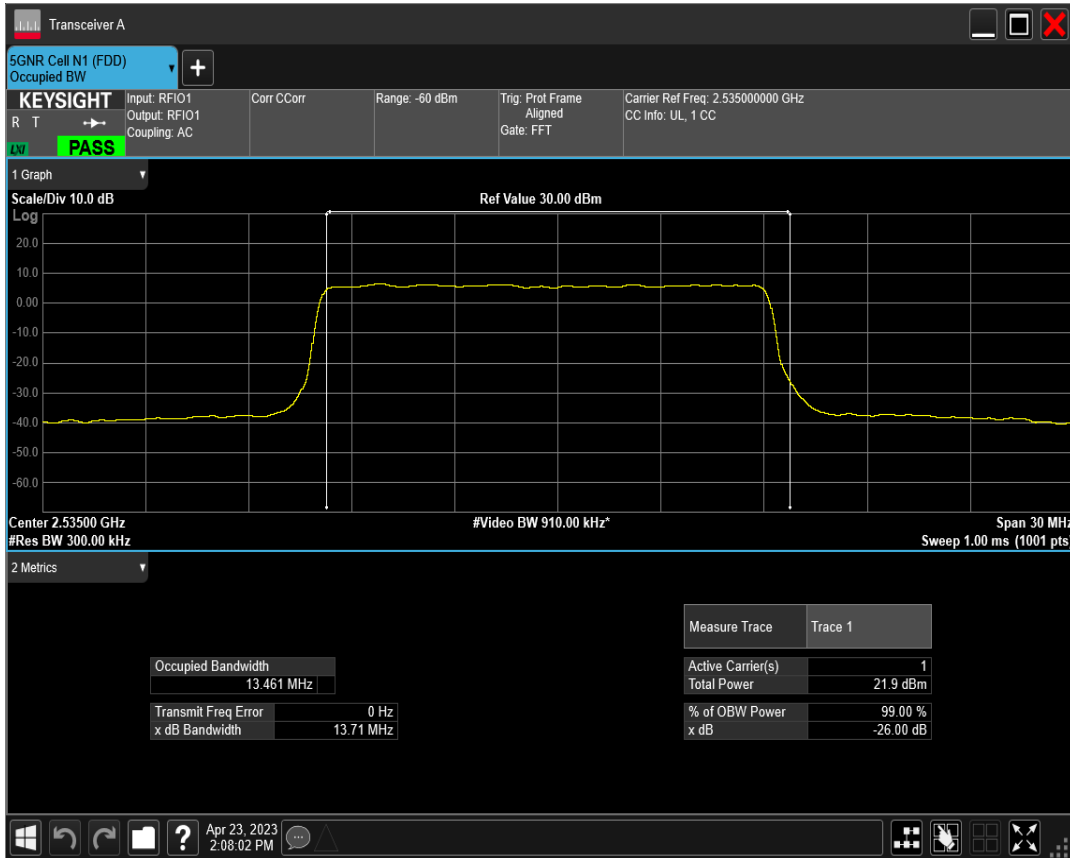 Transceiver A
5GNR Cell N1 (FDD)
Occupied BW
+
KEYSIGHT
R T
LXI
PASS
Input: RFIO1
Output: RFIO1
Coupling: AC
Corr CCorr
Range: -60 dBm
Trig: Prot Frame
Aligned
Gate: FFT
Carrier Ref Freq: 2.535000000 GHz
CC Info: UL, 1 CC
1 Graph
Scale/Div 10.0 dB
Ref Value 30.00 dBm
Log
20.0
10.0
0.00
-10.0
-20.0
-30.0
-40.0
-50.0
-60.0
Center 2.53500 GHz
#Video BW 910.00 kHz*
Span 30 MHz
#Res BW 300.00 kHz
Sweep 1.00 ms (1001 pts)
2 Metrics
Measure Trace Trace 1
Occupied Bandwidth
13.461 MHz
Active Carrier(s) 1
Total Power 21.9 dBm
Transmit Freq Error 0 Hz
x dB Bandwidth 13.71 MHz
% of OBW Power 99.00 %
x dB -26.00 dB
?
Apr 23, 2023
2:08:02 PM